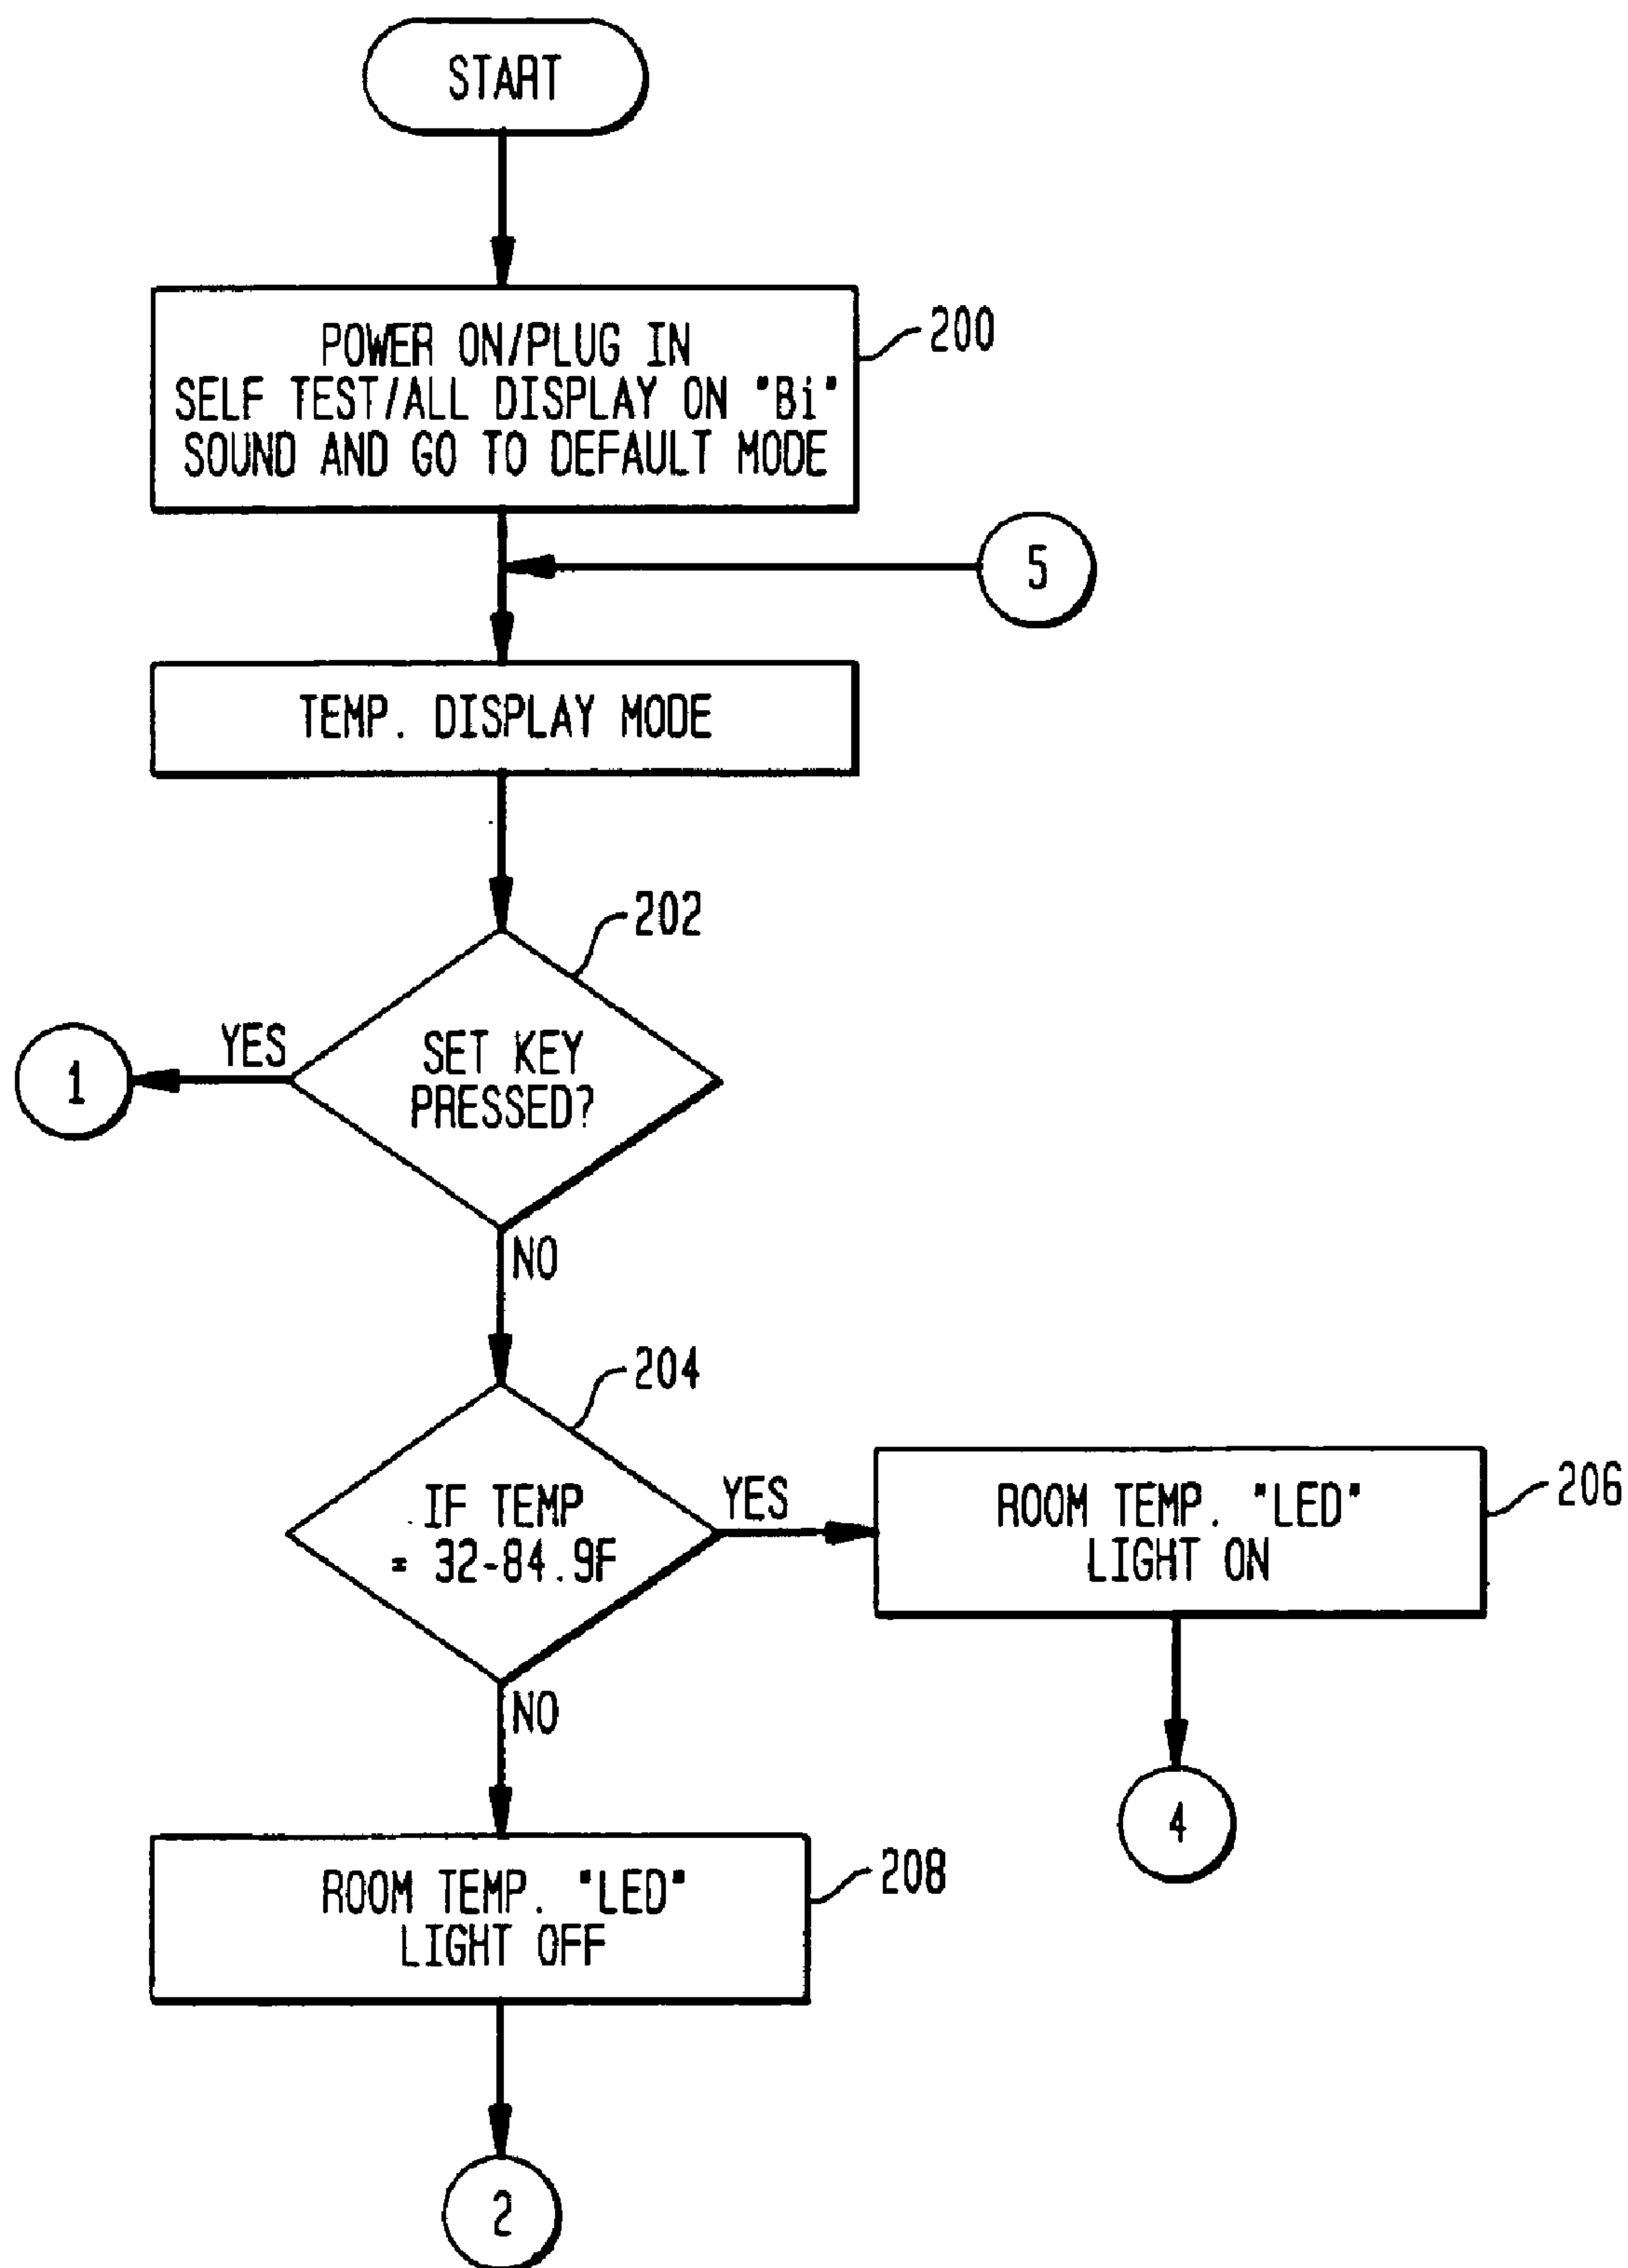 START
POWER ON/PLUG IN
SELF TEST/ALL DISPLAY ON "Bi"
SOUND AND GO TO DEFAULT MODE
200
5
TEMP. DISPLAY MODE
202
SET KEY
PRESSED?
YES
1
NO
204
IF TEMP
= 32-84.9F
YES
ROOM TEMP. "LED"
LIGHT ON
206
4
NO
ROOM TEMP. "LED"
LIGHT OFF
208
2